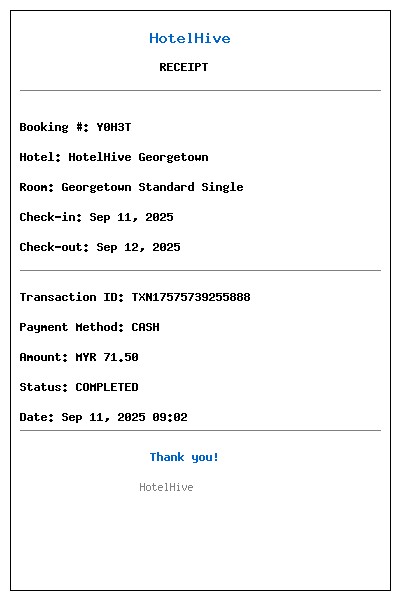 HotelHive
RECEIPT
Booking #: Y0H3T
Hotel: HotelHive Georgetown
Room: Georgetown Standard Single
Check-in: Sep 11, 2025
Check-out: Sep 12, 2025
Transaction ID: TXN17575739255888
Payment Method: CASH
Amount: MYR 71.50
Status: COMPLETED
Date: Sep 11, 2025 09:02
Thank you!
HotelHive